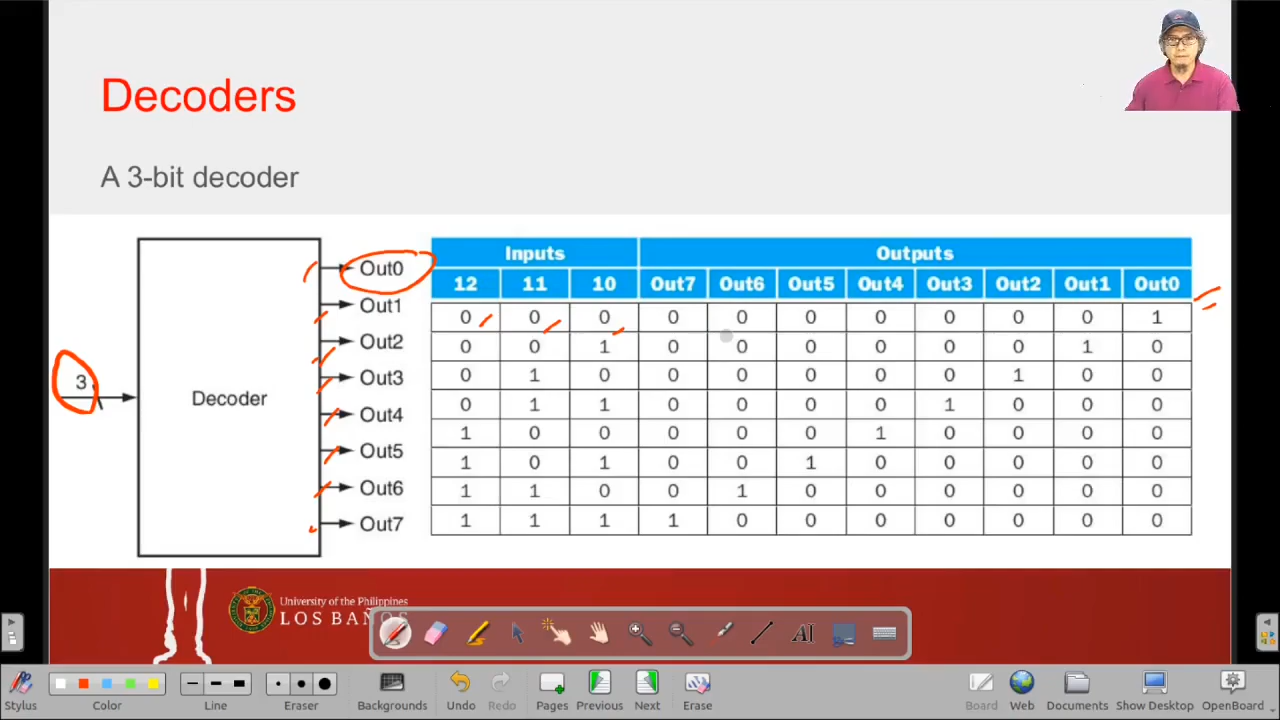 Decoders
A 3-bit decoder
3
Decoder
Out0
Out1
Out2
Out3
Out4
Out5
Out6
Out7
Inputs Outputs
12 11 10 Out7 Out6 Out5 Out4 Out3 Out2 Out1 Out0
0 0 0 0 0 0 0 0 0 0 1
0 0 1 0 0 0 0 0 0 1 0
0 1 0 0 0 0 0 0 1 0 0
0 1 1 0 0 0 0 1 0 0 0
1 0 0 0 0 0 1 0 0 0 0
1 0 1 0 0 1 0 0 0 0 0
1 1 0 0 1 0 0 0 0 0 0
1 1 1 1 0 0 0 0 0 0 0
University of the Philippines
LOS BAÑOS
AI
Stylus Color Line Eraser Backgrounds Undo Redo Pages Previous Next Erase Board Web Documents Show Desktop OpenBoard